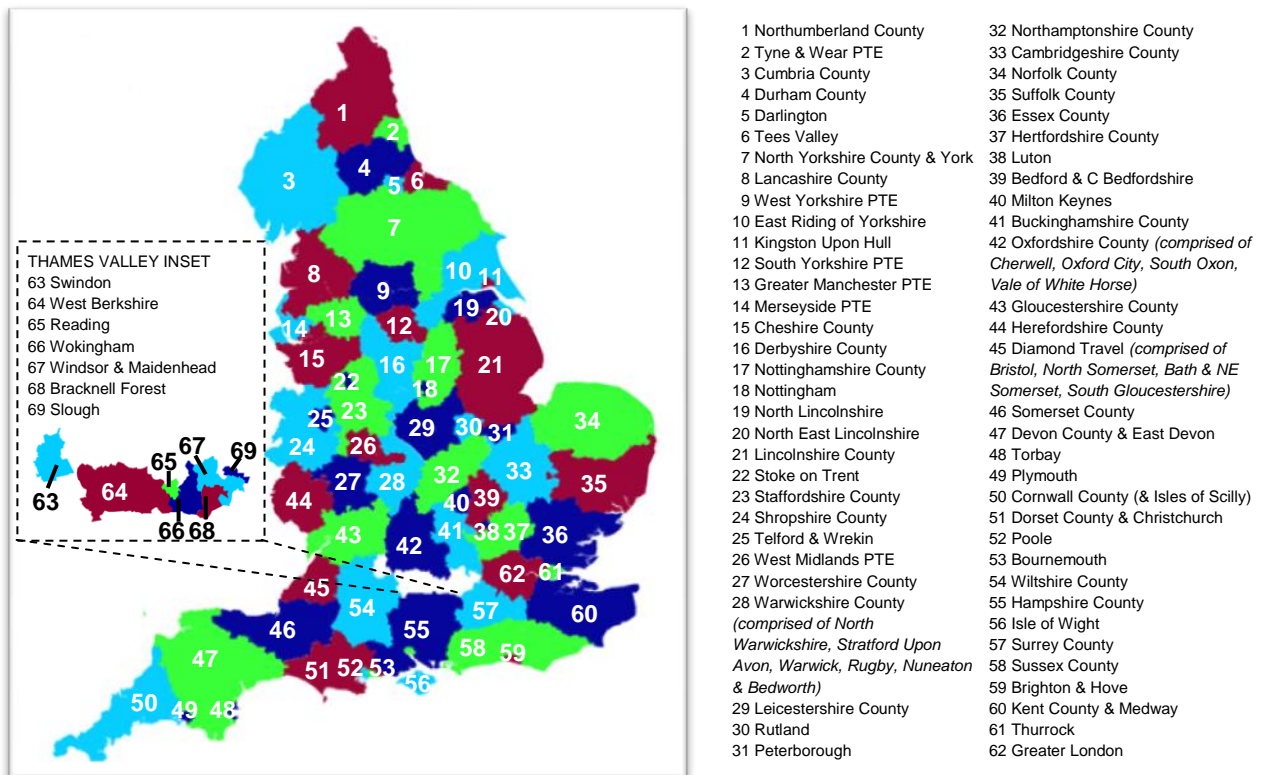 1
2
3
4
5
6
7
8
9
10
11
12
13
14
15
16
17
18
19
20
21
22
23
24
25
26
27
28
29
30
31
32
33
34
35
36
37
38
39
40
41
42
43
44
45
46
47
48
49
50
51
52
53
54
55
56
57
58
59
60
61
62
THAMES VALLEY INSET
63 Swindon
64 West Berkshire
65 Reading
66 Wokingham
67 Windsor & Maidenhead
68 Bracknell Forest
69 Slough
67
69
65
63
64
66
68
1 Northumberland County
2 Tyne & Wear PTE
3 Cumbria County
4 Durham County
5 Darlington
6 Tees Valley
7 North Yorkshire County & York
8 Lancashire County
9 West Yorkshire PTE
10 East Riding of Yorkshire
11 Kingston Upon Hull
12 South Yorkshire PTE
13 Greater Manchester PTE
14 Merseyside PTE
15 Cheshire County
16 Derbyshire County
17 Nottinghamshire County
18 Nottingham
19 North Lincolnshire
20 North East Lincolnshire
21 Lincolnshire County
22 Stoke on Trent
23 Staffordshire County
24 Shropshire County
25 Telford & Wrekin
26 West Midlands PTE
27 Worcestershire County
28 Warwickshire County
(comprised of North
Warwickshire, Stratford Upon
Avon, Warwick, Rugby, Nuneaton
& Bedworth)
29 Leicestershire County
30 Rutland
31 Peterborough
32 Northamptonshire County
33 Cambridgeshire County
34 Norfolk County
35 Suffolk County
36 Essex County
37 Hertfordshire County
38 Luton
39 Bedford & C Bedfordshire
40 Milton Keynes
41 Buckinghamshire County
42 Oxfordshire County (comprised of
Cherwell, Oxford City, South Oxon,
Vale of White Horse)
43 Gloucestershire County
44 Herefordshire County
45 Diamond Travel (comprised of
Bristol, North Somerset, Bath & NE
Somerset, South Gloucestershire)
46 Somerset County
47 Devon County & East Devon
48 Torbay
49 Plymouth
50 Cornwall County (& Isles of Scilly)
51 Dorset County & Christchurch
52 Poole
53 Bournemouth
54 Wiltshire County
55 Hampshire County
56 Isle of Wight
57 Surrey County
58 Sussex County
59 Brighton & Hove
60 Kent County & Medway
61 Thurrock
62 Greater London